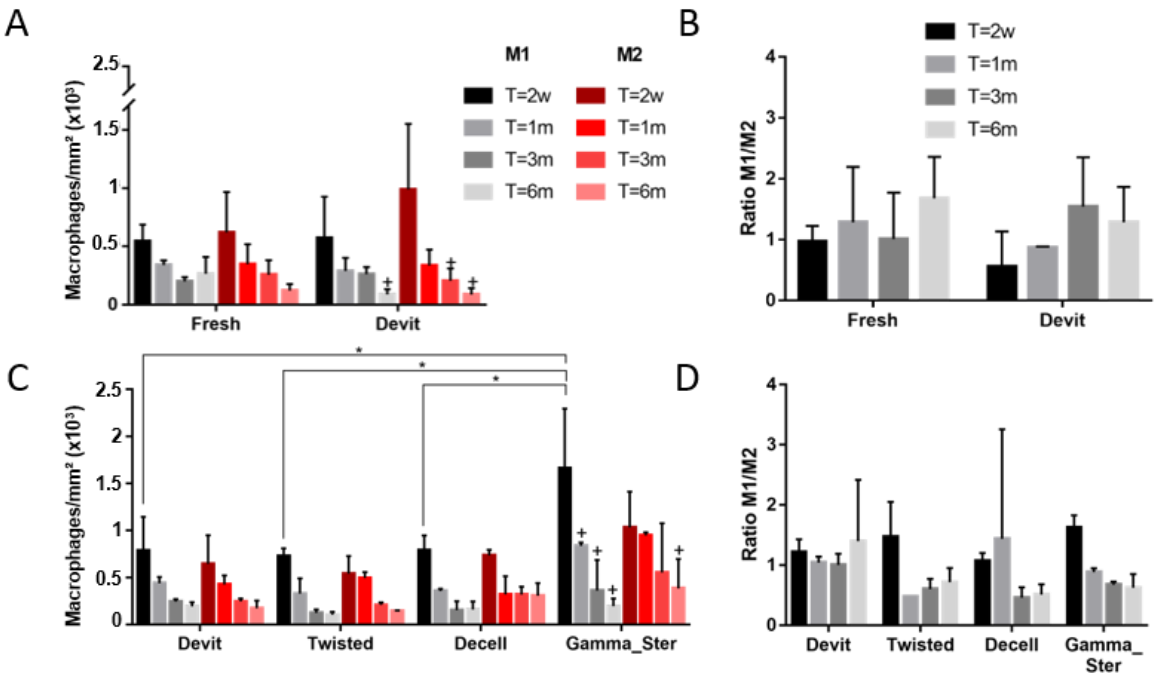 A
Macrophages/mm² (x10³)
2.5
1.5
1
0.5
0
M1 M2
T=2w T=2w
T=1m T=1m
T=3m T=3m
T=6m T=6m
+ + +
Fresh Devit
B
Ratio M1/M2
4
3
2
1
0
T=2w
T=1m
T=3m
T=6m
Fresh Devit
C
Macrophages/mm² (x10³)
2.5
2
1.5
1
0.5
0
*
*
*
+ + + +
Devit Twisted Decell Gamma_Ster
D
Ratio M1/M2
4
3
2
1
0
Devit Twisted Decell Gamma_
Ster